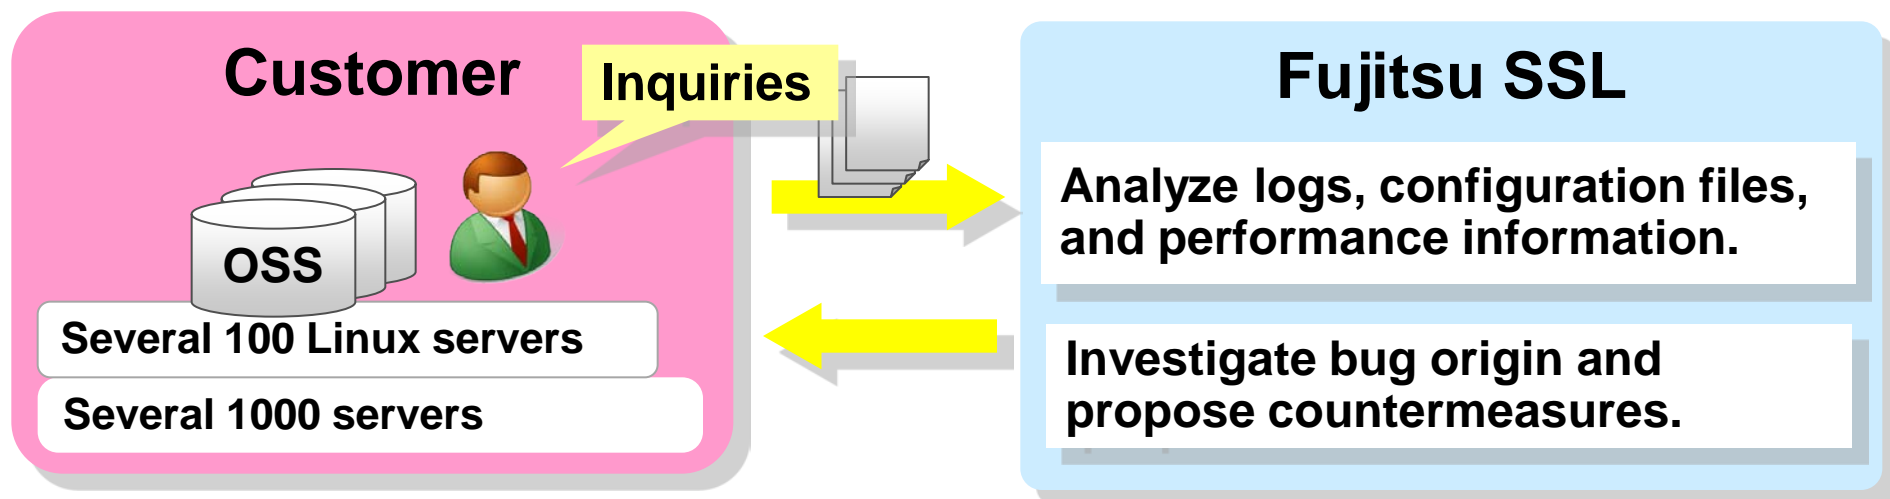 Customer
Inquiries
OSS
Several 100 Linux servers
Several 1000 servers
Fujitsu SSL
Analyze logs, configuration files,
and performance information.
Investigate bug origin and
propose countermeasures.